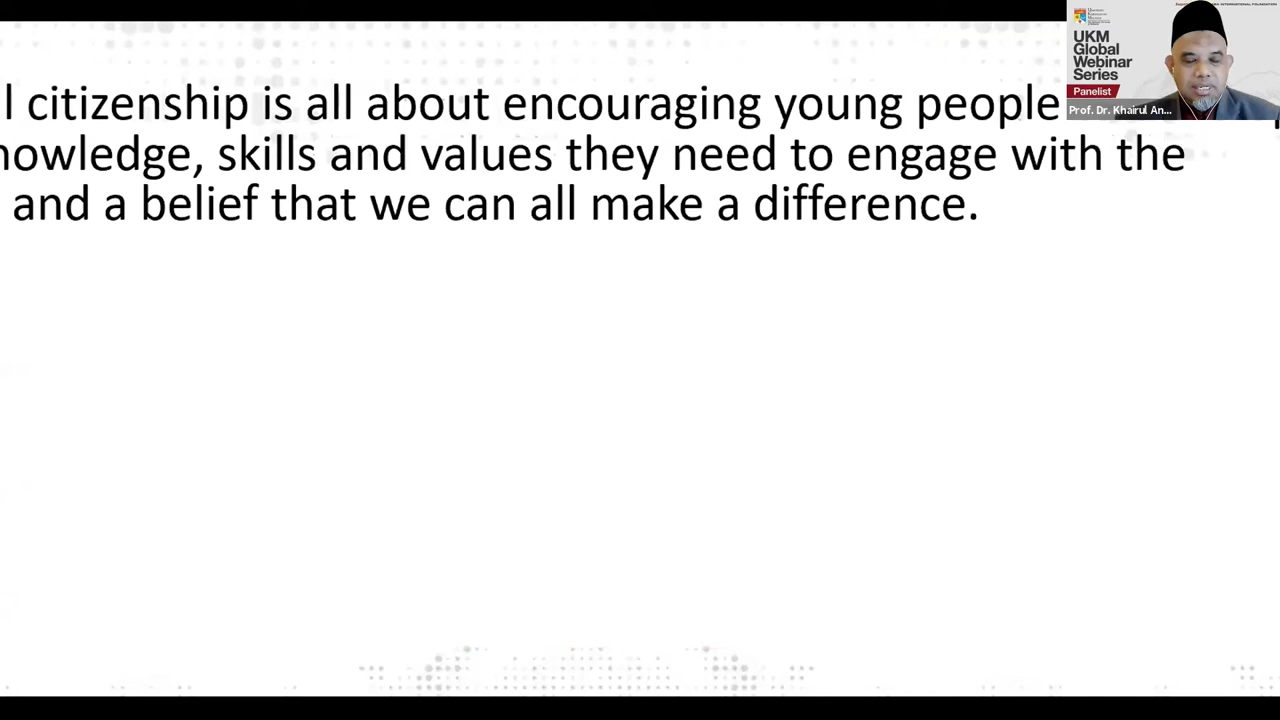 l citizenship is all about encouraging young people
nowledge, skills and values they need to engage with the
and a belief that we can all make a difference.
UKM
Global
Webinar
Series
Panelist
Prof. Dr. Khairul An...